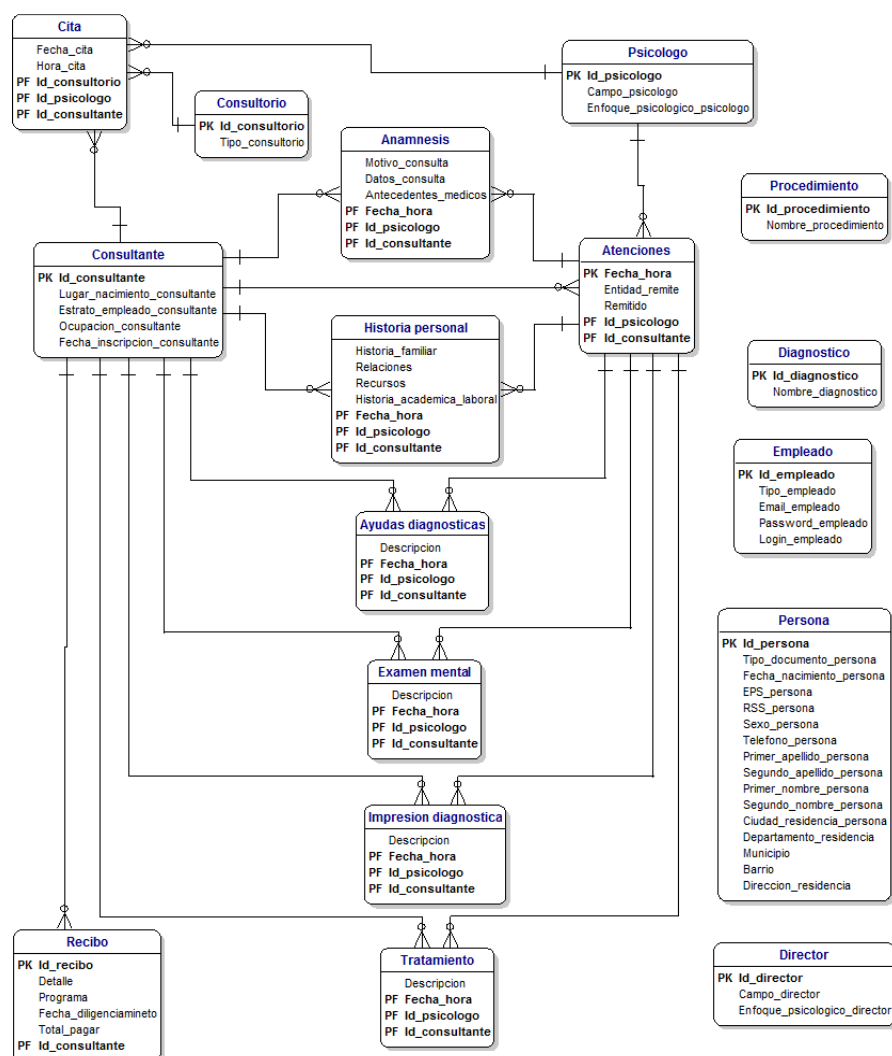 Cita
Fecha_cita
Hora_cita
PF Id_consultorio
PF Id_psicologo
PF Id_consultante
Psicologo
PK Id_psicologo
Campo_psicologo
Enfoque_psicologico_psicologo
Consultorio
PK Id_consultorio
Tipo_consultorio
Anamnesis
Motivo_consulta
Datos_consulta
Antecedentes_medicos
PF Fecha_hora
PF Id_psicologo
PF Id_consultante
Procedimiento
PK Id_procedimiento
Nombre_procedimiento
Consultante
PK Id_consultante
Lugar_nacimiento_consultante
Estrato_empleado_consultante
Ocupacion_consultante
Fecha_inscripcion_consultante
Atenciones
PK Fecha_hora
Entidad_remite
Remitido
PF Id_psicologo
PF Id_consultante
Historia personal
Historia_familiar
Relaciones
Recursos
Historia_academica_laboral
PF Fecha_hora
PF Id_psicologo
PF Id_consultante
Diagnostico
PK Id_diagnostico
Nombre_diagnostico
Empleado
PK Id_empleado
Tipo_empleado
Email_empleado
Password_empleado
Login_empleado
Ayudas diagnosticas
Descripcion
PF Fecha_hora
PF Id_psicologo
PF Id_consultante
Persona
PK Id_persona
Tipo_documento_persona
Fecha_nacimiento_persona
EPS_persona
RSS_persona
Sexo_persona
Telefono_persona
Primer_apellido_persona
Segundo_apellido_persona
Primer_nombre_persona
Segundo_nombre_persona
Ciudad_residencia_persona
Departamento_residencia
Municipio
Barrio
Direccion_residencia
Examen mental
Descripcion
PF Fecha_hora
PF Id_psicologo
PF Id_consultante
Impresion diagnostica
Descripcion
PF Fecha_hora
PF Id_psicologo
PF Id_consultante
Recibo
PK Id_recibo
Detalle
Programa
Fecha_diligenciamineto
Total_pagar
PF Id_consultante
Tratamiento
Descripcion
PF Fecha_hora
PF Id_psicologo
PF Id_consultante
Director
PK Id_director
Campo_director
Enfoque_psicologico_director